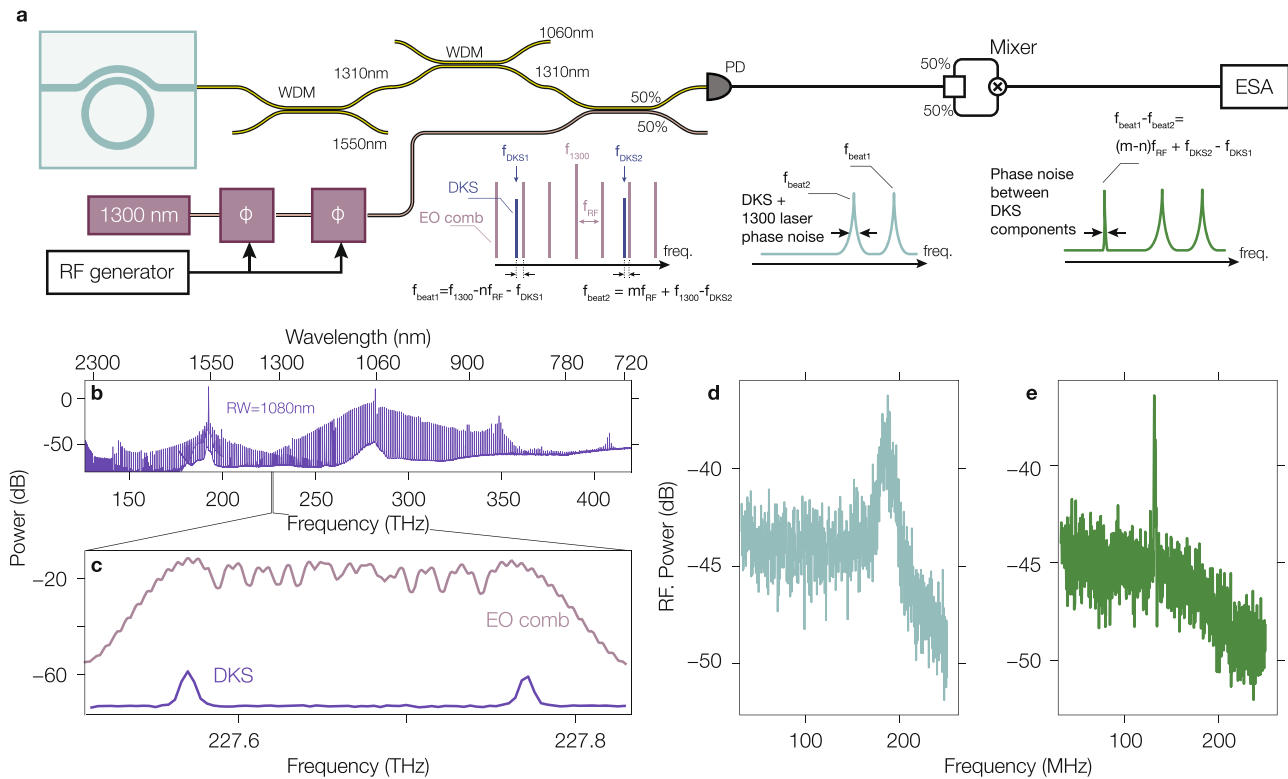 a
1060nm
WDM
1310nm
1310nm
WDM
1550nm
50%
50%
PD
Mixer
50%
50%
ESA
1300 nm
Φ
Φ
RF generator
f_DKS1
f_1300
f_DKS2
DKS
EO comb
f_RF
freq.
f_beat1=f_1300-nf_RF - f_DKS1
f_beat2 = mf_RF + f_1300-f_DKS2
f_beat1
f_beat2
DKS +
1300 laser
phase noise
freq.
f_beat1-f_beat2=
(m-n)f_RF + f_DKS2 - f_DKS1
Phase noise
between
DKS
components
freq.
Wavelength (nm)
2300 1550 1300 1060 900 780 720
b
RW=1080nm
0
-50
150 200 250 300 350 400
Frequency (THz)
Power (dB)
c
−20
−60
EO comb
DKS
227.6 227.8
Frequency (THz)
d
RF. Power (dB)
−40
−45
−50
100 200
e
−40
−45
−50
100 200
Frequency (MHz)